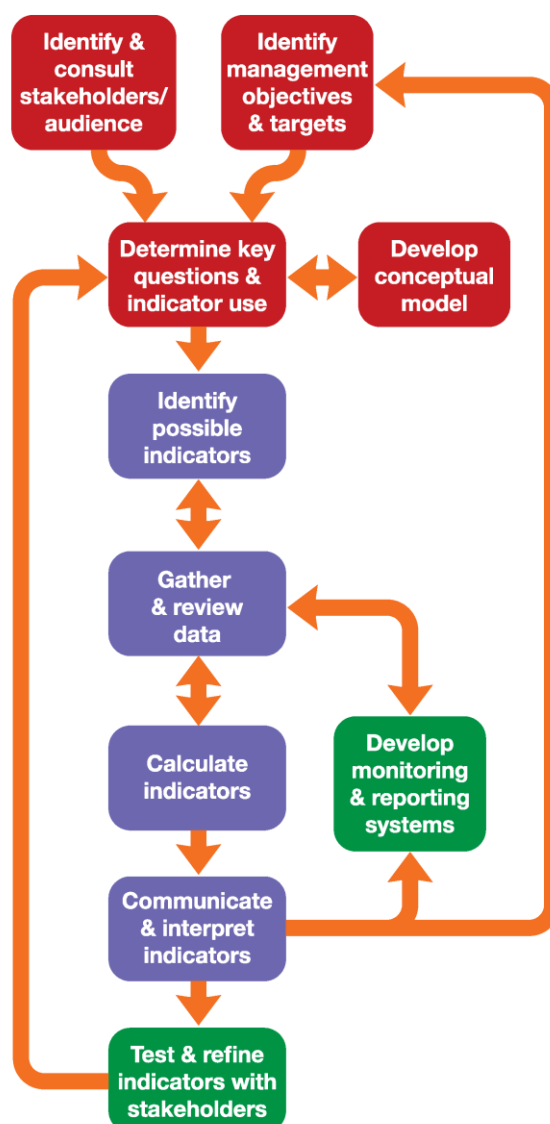 Identify &
consult
stakeholders/
audience
Identify
management
objectives
& targets
Determine key
questions &
indicator use
Develop
conceptual
model
Identify
possible
indicators
Gather
& review
data
Calculate
indicators
Develop
monitoring
& reporting
systems
Communicate
& interpret
indicators
Test & refine
indicators with
stakeholders